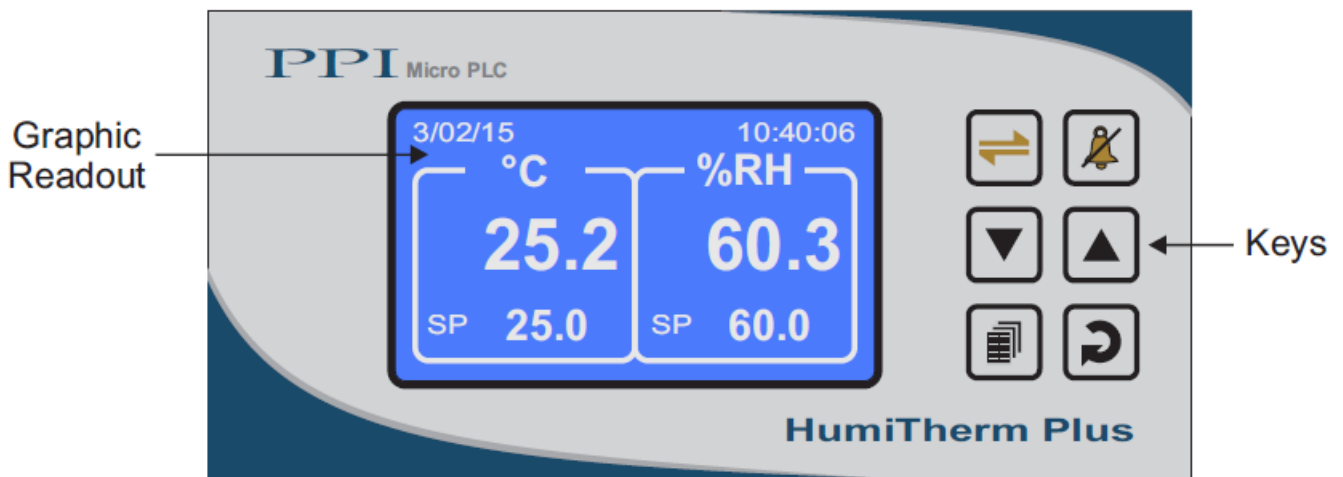 PPI Micro PLC
Graphic
Readout
3/02/15 10:40:06
°C %RH
25.2 60.3
SP 25.0 SP 60.0
Keys
HumiTherm Plus